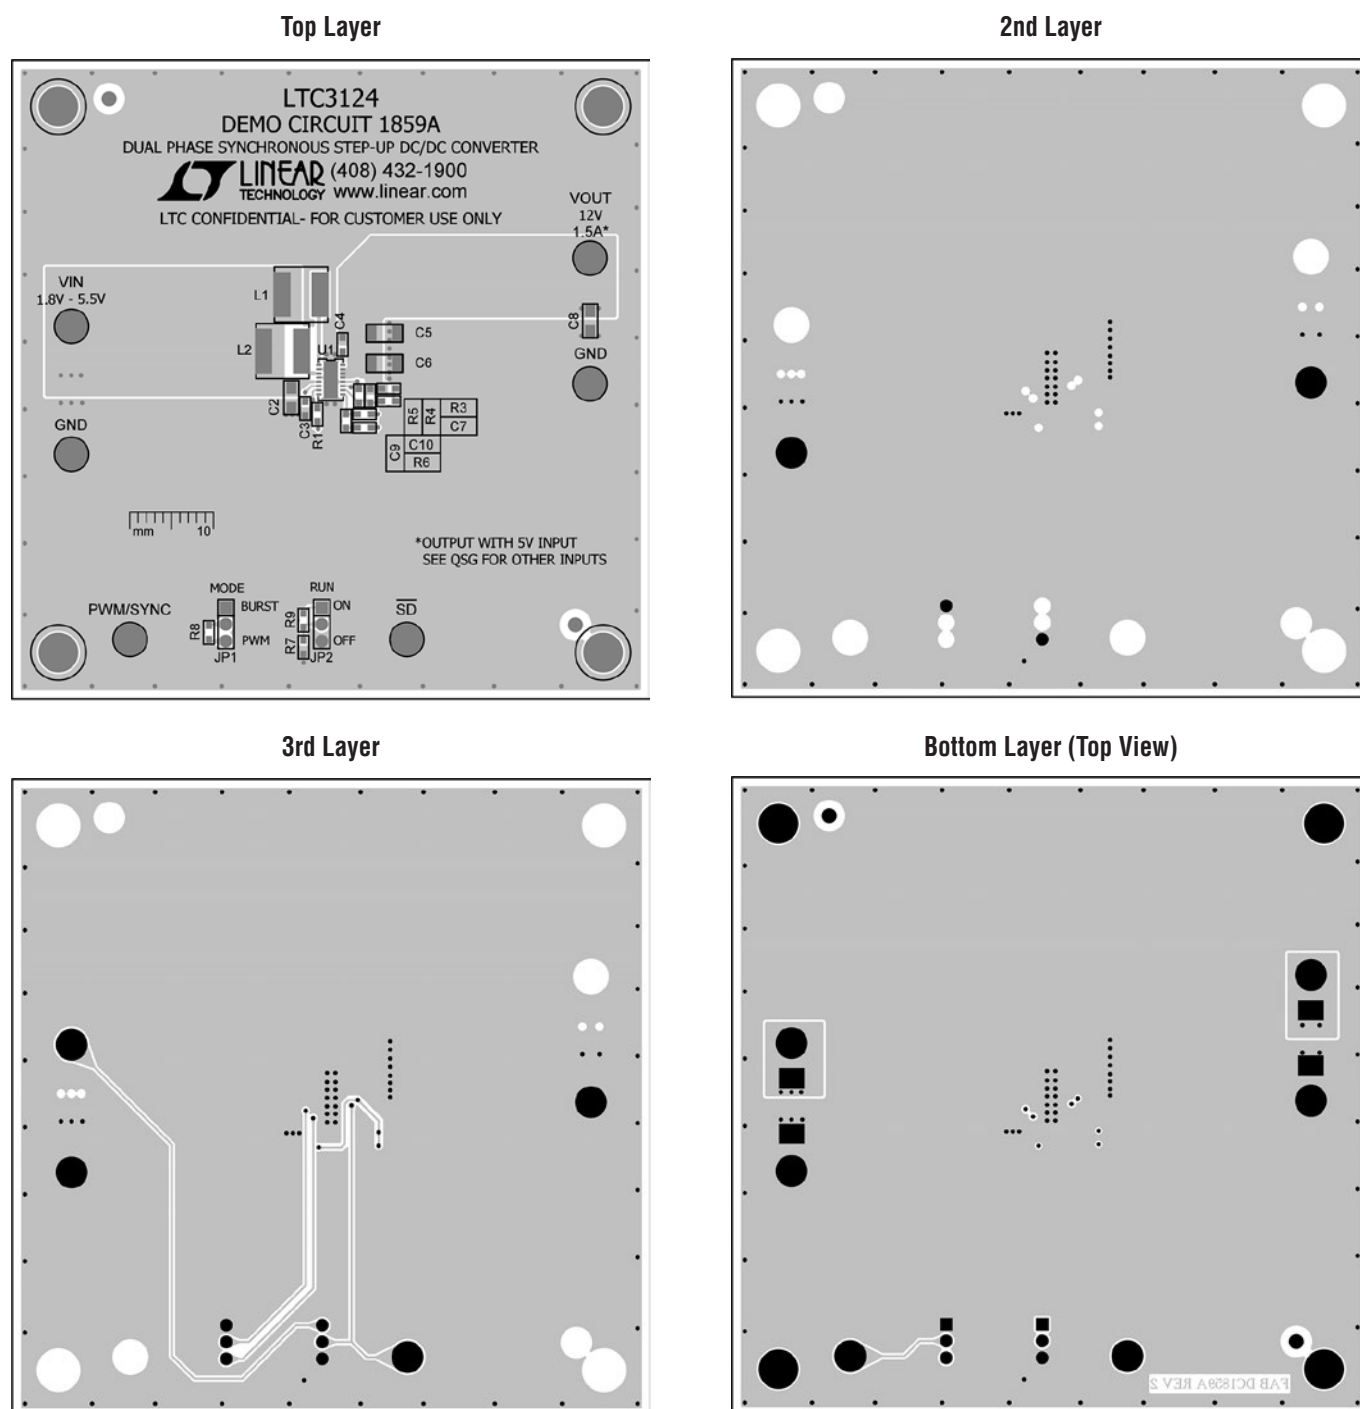 Top Layer
2nd Layer
LTC3124
DEMO CIRCUIT 1859A
DUAL PHASE SYNCHRONOUS STEP-UP DC/DC CONVERTER
LINEAR TECHNOLOGY
(408) 432-1900
www.linear.com
LTC CONFIDENTIAL- FOR CUSTOMER USE ONLY
VOUT
12V
1.5A*
VIN
1.8V - 5.5V
L1
C4
C5
C8
L2
U1
C6
GND
C2
C3
R1
R5
R4
R3
C7
GND
C9
C10
R6
mm 10
*OUTPUT WITH 5V INPUT
SEE QSG FOR OTHER INPUTS
MODE
RUN
PWM/SYNC
BURST
R9
ON
SD
R8
PWM
R7
OFF
JP1
JP2
3rd Layer
Bottom Layer (Top View)
FAB DC1859A REV 2